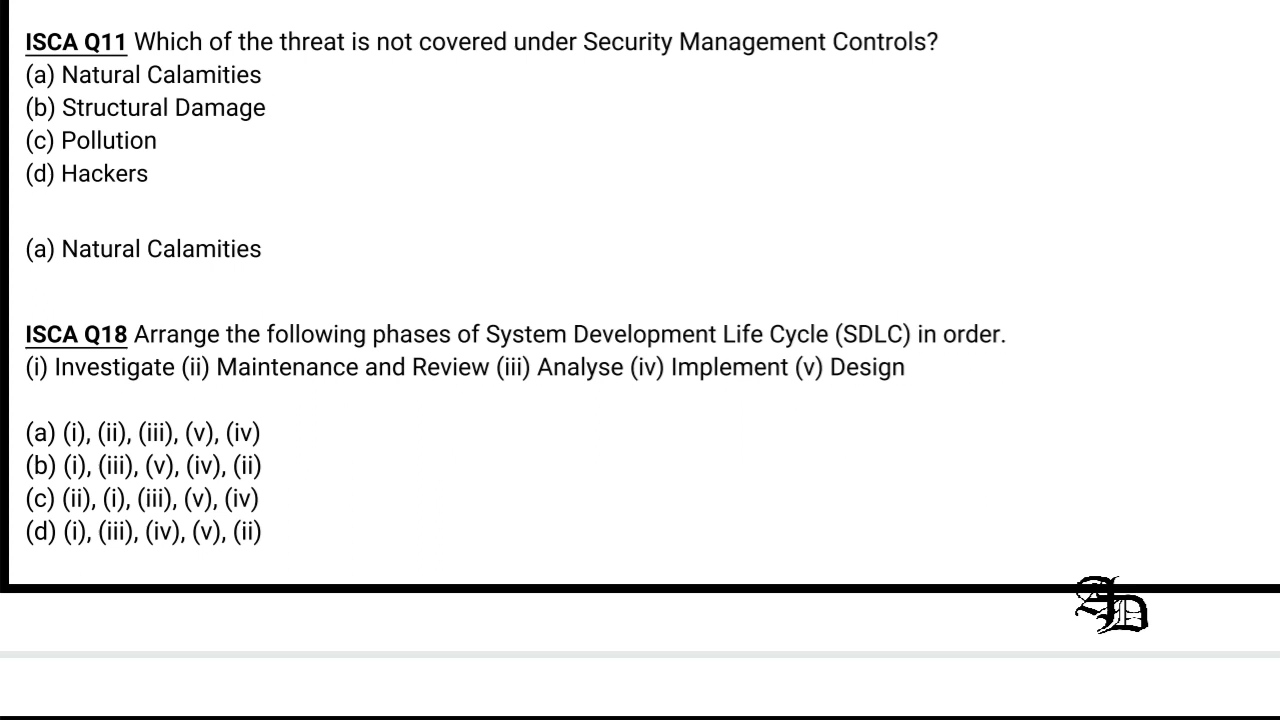 ISCA Q11 Which of the threat is not covered under Security Management Controls?
(a) Natural Calamities
(b) Structural Damage
(c) Pollution
(d) Hackers
(a) Natural Calamities
ISCA Q18 Arrange the following phases of System Development Life Cycle (SDLC) in order.
(i) Investigate (ii) Maintenance and Review (iii) Analyse (iv) Implement (v) Design
(a) (i), (ii), (iii), (v), (iv)
(b) (i), (iii), (v), (iv), (ii)
(c) (ii), (i), (iii), (v), (iv)
(d) (i), (iii), (iv), (v), (ii)
AD